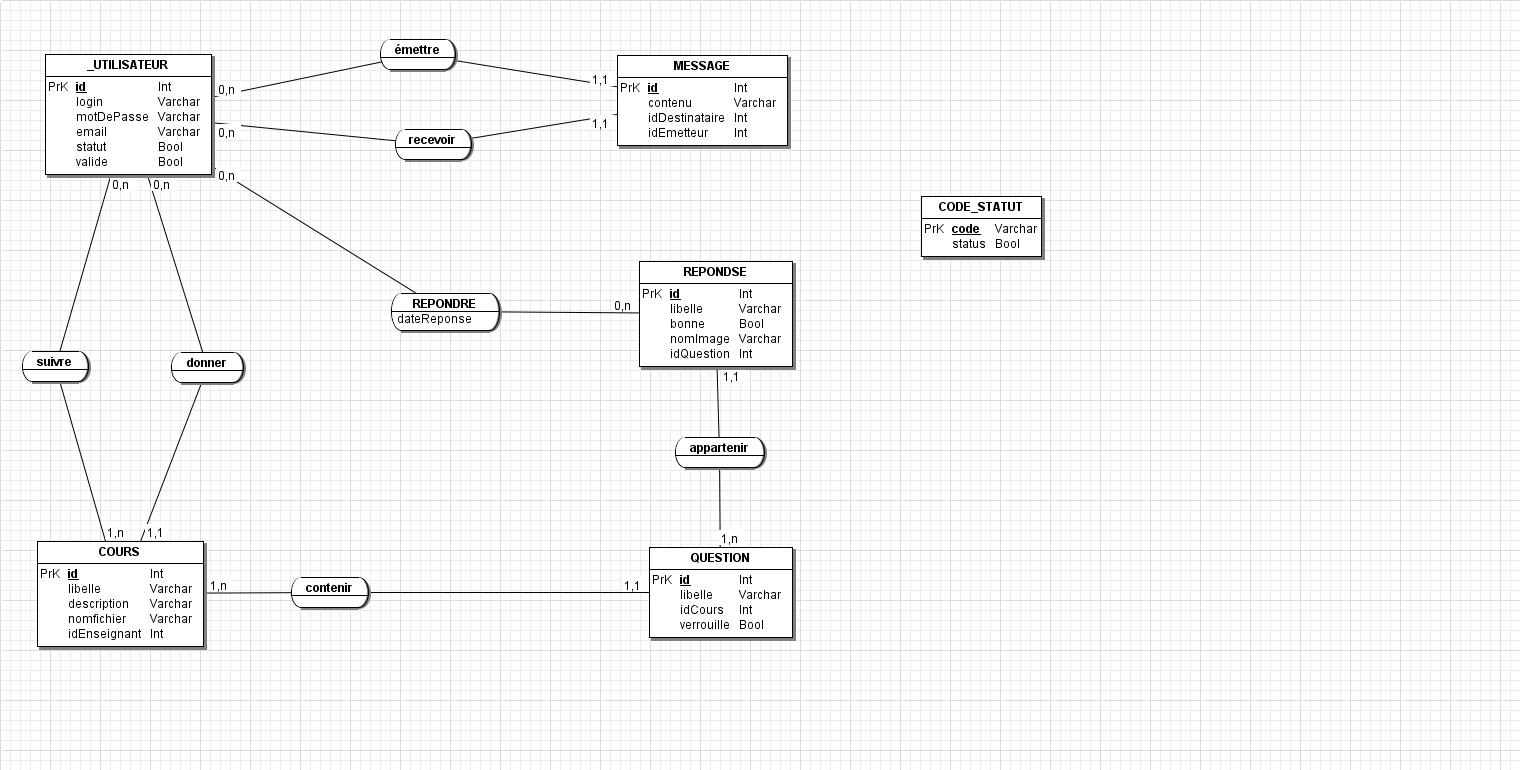 émettre
_UTILISATEUR
PrK id Int
login Varchar
motDePasse Varchar
email Varchar
statut Bool
valide Bool
0,n
0,n
0,n
0,n
0,n
1,1
1,1
MESSAGE
PrK id Int
contenu Varchar
idDestinataire Int
idEmetteur Int
recevoir
CODE_STATUT
PrK code Varchar
status Bool
REPONDSE
PrK id Int
libelle Varchar
bonne Bool
nomImage Varchar
idQuestion Int
REPONDRE
dateReponse
0,n
suivre
donner
1,1
appartenir
1,n
1,1
1,n
COURS
PrK id Int
libelle Varchar
description Varchar
nomfichier Varchar
idEnseignant Int
1,n
contenir
1,1
QUESTION
PrK id Int
libelle Varchar
idCours Int
verrouille Bool